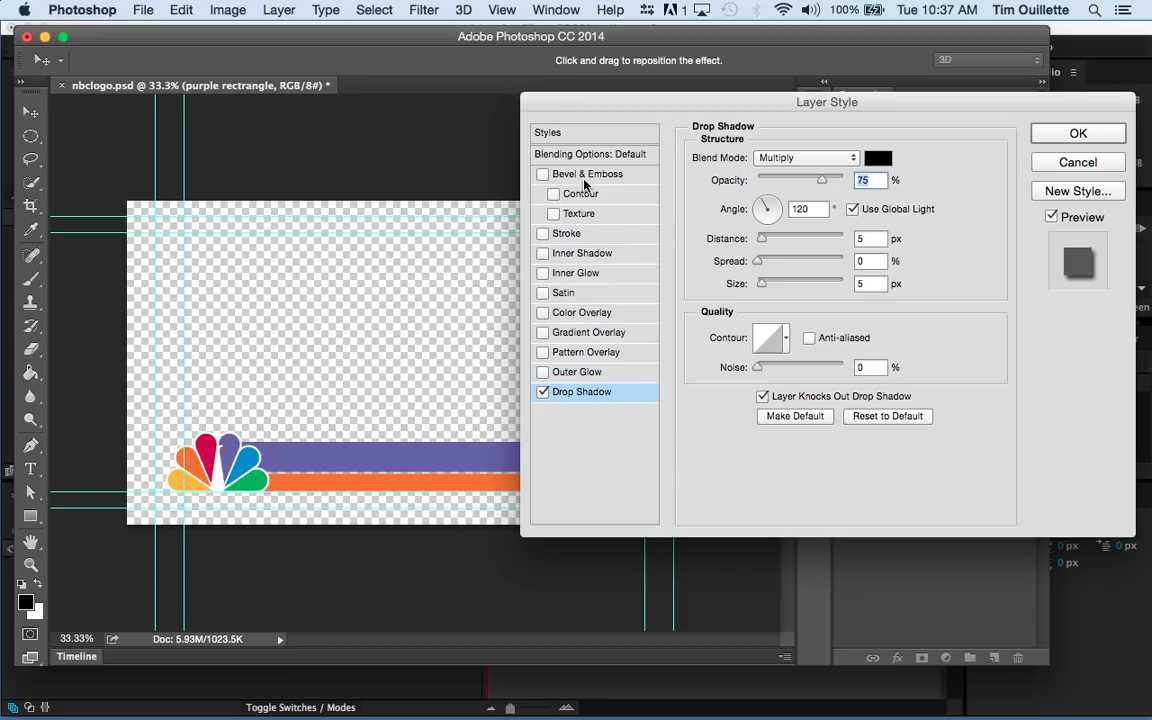 Photoshop File Edit Image Layer Type Select Filter 3D View Window Help 1 100% Tue 10:37 AM Tim Ouillette
Adobe Photoshop CC 2014
Click and drag to reposition the effect.
3D
× nbclogo.psd @ 33.3% (purple rectangle, RGB/8#) *
Layer Style
Styles
Blending Options: Default
Bevel & Emboss
Contour
Texture
Stroke
Inner Shadow
Inner Glow
Satin
Color Overlay
Gradient Overlay
Pattern Overlay
Outer Glow
Drop Shadow
Drop Shadow
Structure
Blend Mode: Multiply
Opacity: 75 %
Angle: 120 ° Use Global Light
Distance: 5 px
Spread: 0 %
Size: 5 px
Quality
Contour: Anti-aliased
Noise: 0 %
Layer Knocks Out Drop Shadow
Make Default Reset to Default
OK
Cancel
New Style...
Preview
0 px 0 px
0 px
T
fx
33.33% Doc: 5.93M/1023.5K
Timeline
Toggle Switches / Modes